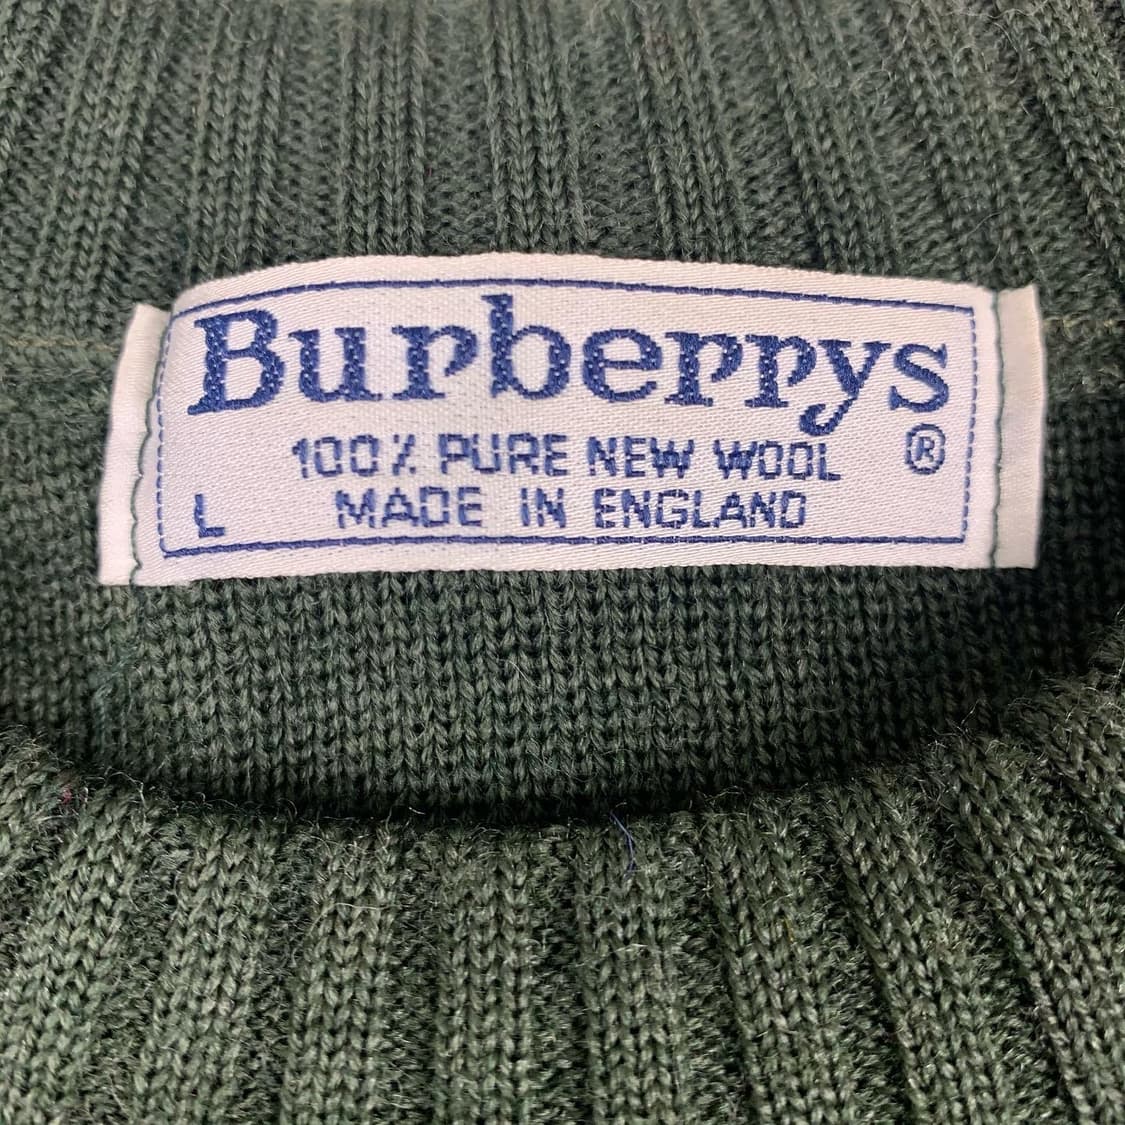 Burberrys
®
100% PURE NEW WOOL
L MADE IN ENGLAND